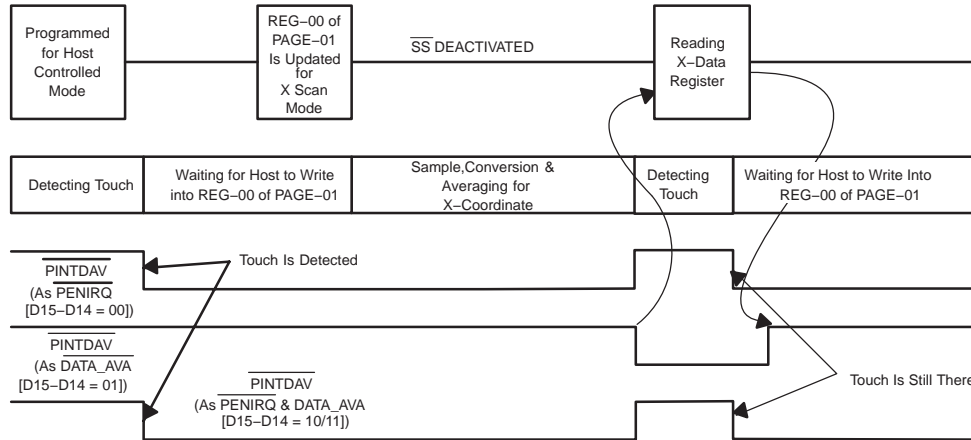 Programmed
for Host
Controlled
Mode
REG–00 of
PAGE–01
Is Updated
for
X Scan
Mode
SS DEACTIVATED
Reading
X–Data
Register
Detecting Touch
Waiting for Host to Write
into REG–00 of PAGE–01
Sample,Conversion &
Averaging for
X–Coordinate
Detecting
Touch
Waiting for Host to Write Into
REG–00 of PAGE–01
Touch Is Detected
PINTDAV
(As PENIRQ
[D15–D14 = 00])
PINTDAV
(As DATA_AVA
[D15–D14 = 01])
PINTDAV
(As PENIRQ & DATA_AVA
[D15–D14 = 10/11])
Touch Is Still There